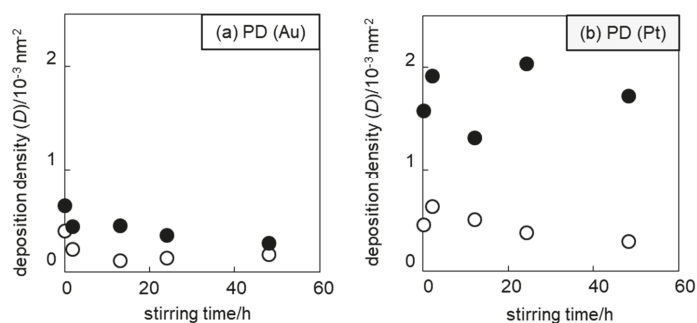 (a) PD (Au)
deposition density (D)/10⁻³ nm⁻²
2
1
0
0
20
40
60
stirring time/h
(b) PD (Pt)
deposition density (D)/10⁻³ nm⁻²
2
1
0
0
20
40
60
stirring time/h